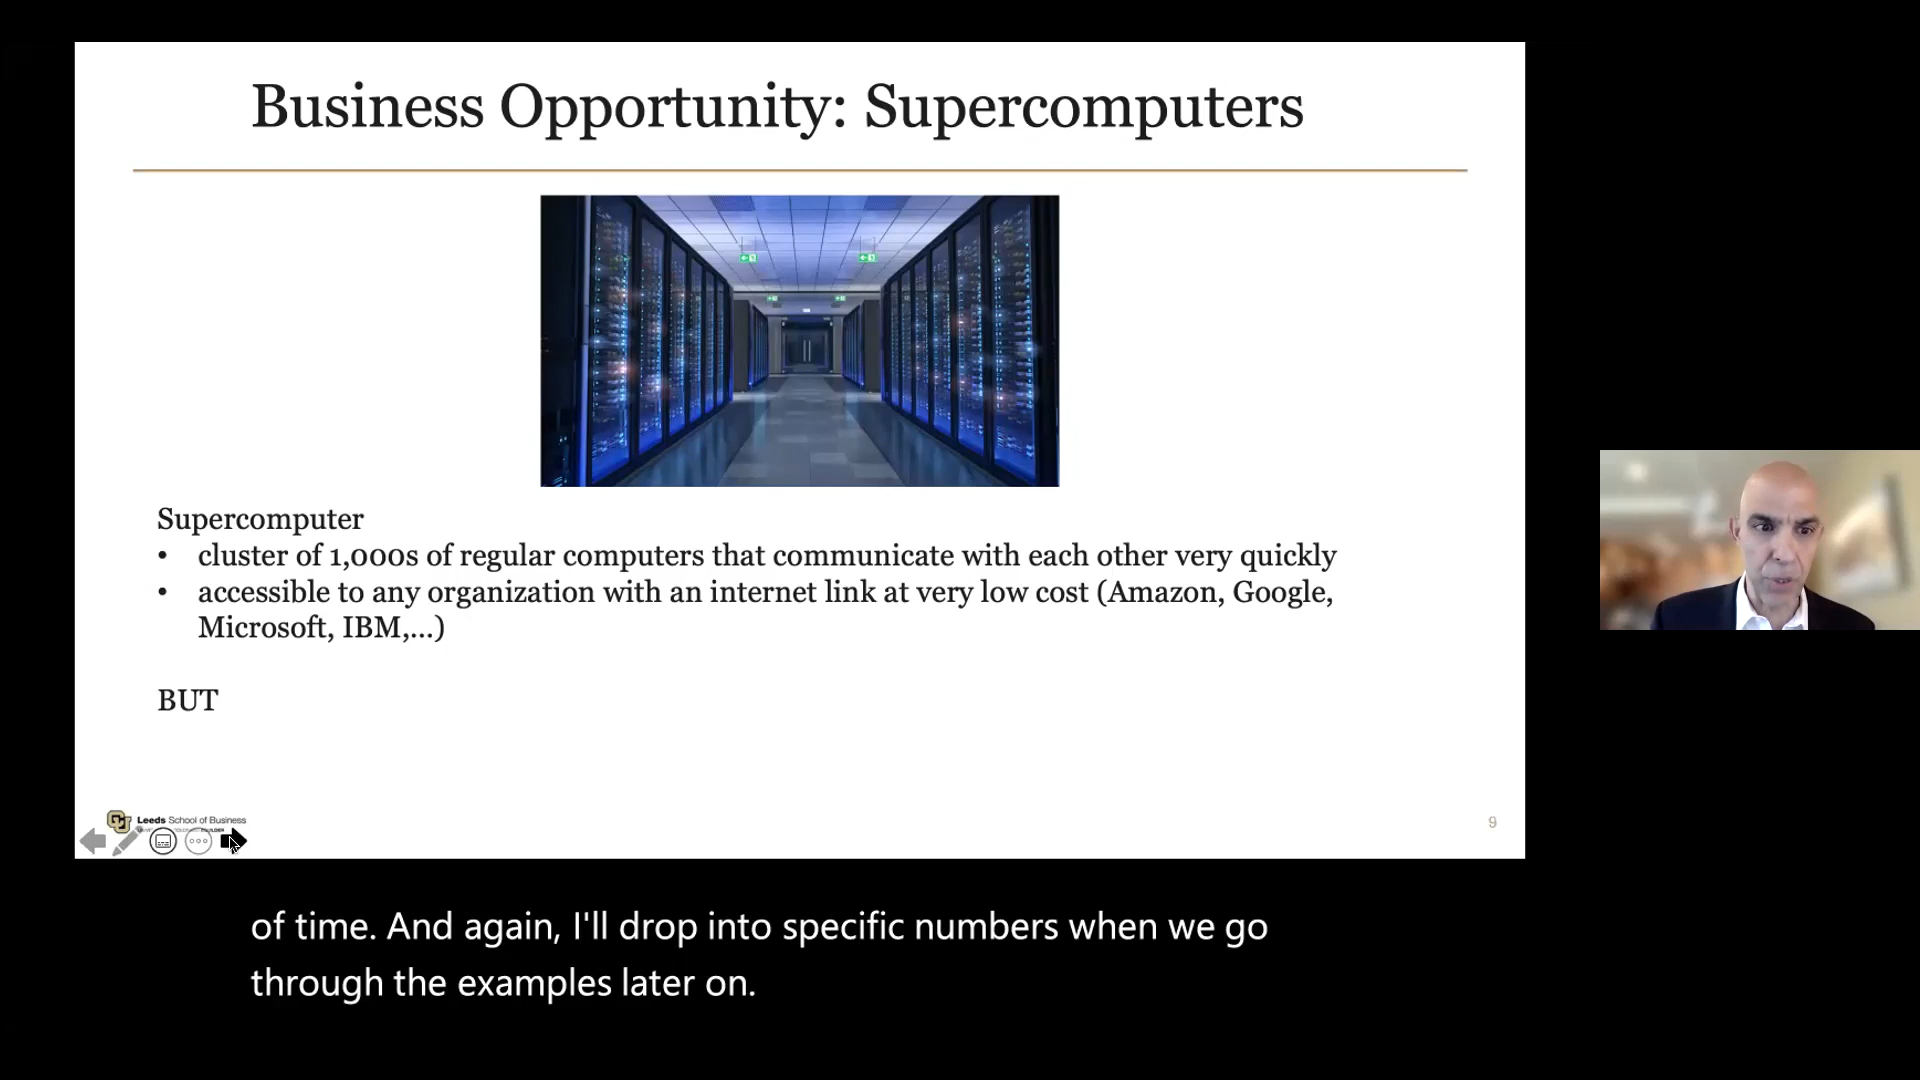 Business Opportunity: Supercomputers
Supercomputer
• cluster of 1,000s of regular computers that communicate with each other very quickly
• accessible to any organization with an internet link at very low cost (Amazon, Google,
Microsoft, IBM,...)
BUT
Leeds School of Business
9
of time. And again, I'll drop into specific numbers when we go
through the examples later on.